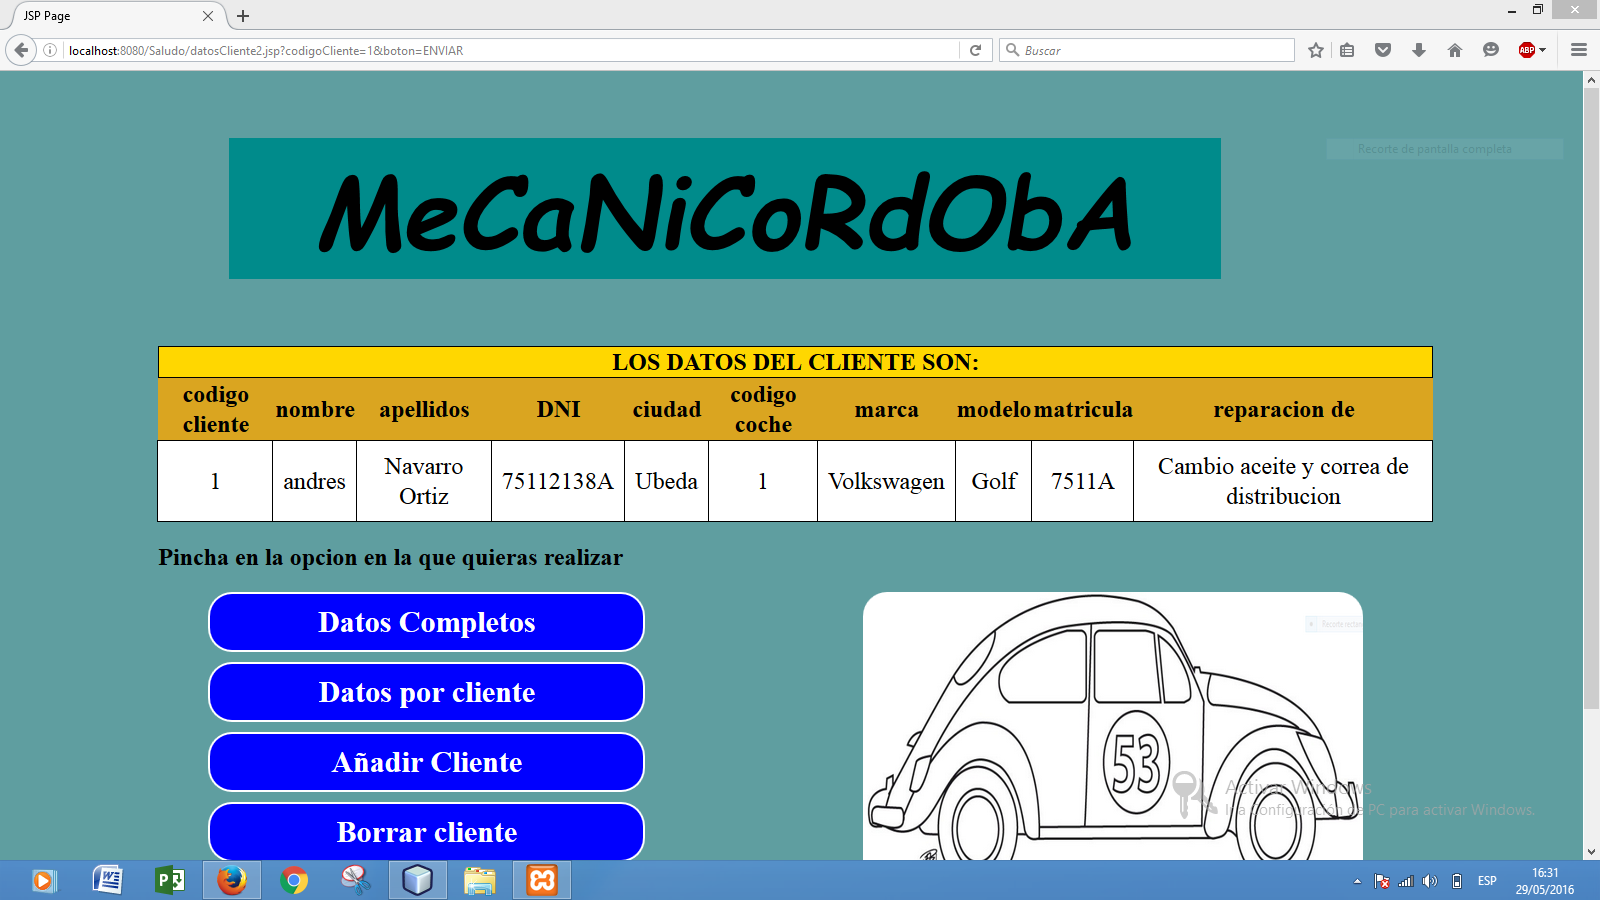 JSP Page
localhost:8080/Saludo/datosCliente2.jsp?codigoCliente=1&boton=ENVIAR
Buscar
ABP
Recorte de pantalla completa
MeCaNiCoRdObA
LOS DATOS DEL CLIENTE SON:
codigo cliente nombre apellidos DNI ciudad codigo coche marca modelo matricula reparacion de
1 andres Navarro Ortiz 75112138A Ubeda 1 Volkswagen Golf 7511A Cambio aceite y correa de distribucion
Pincha en la opcion en la que quieras realizar
Datos Completos
Datos por cliente
Añadir Cliente
Borrar cliente
53
Activar Windows
Ir a Configuración de PC para activar Windows.
ESP
16:31
29/05/2016